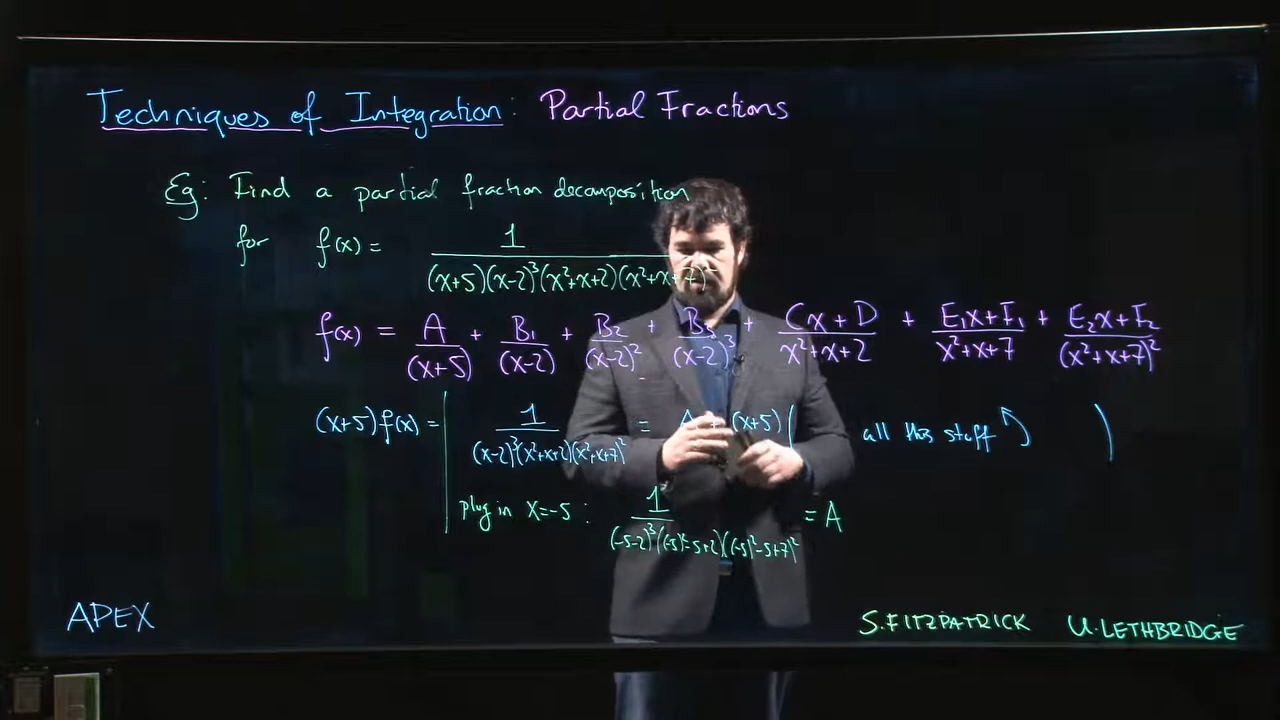 Techniques of Integration: Partial Fractions
Eg: Find a partial fraction decomposition
for f(x) = 1 / (x+5)(x-2)³(x²+x+2)(x²+x+7)²
f(x) = A/(x+5) + B₁/(x-2) + B₂/(x-2)² + B₃/(x-2)³ + Cx+D/x²+x+2 + E₁x+F₁/x²+x+7 + E₂x+F₂/(x²+x+7)²
(x+5)f(x) = 1/(x-2)³(x²+x+2)(x²+x+7)² = A + (x+5)( all this stuff )
plug in x=-5 : 1/(-5-2)³((-5)²-5+2)((-5)²-5+7)² = A
APEX
S.FITZPATRICK U.LETHBRIDGE